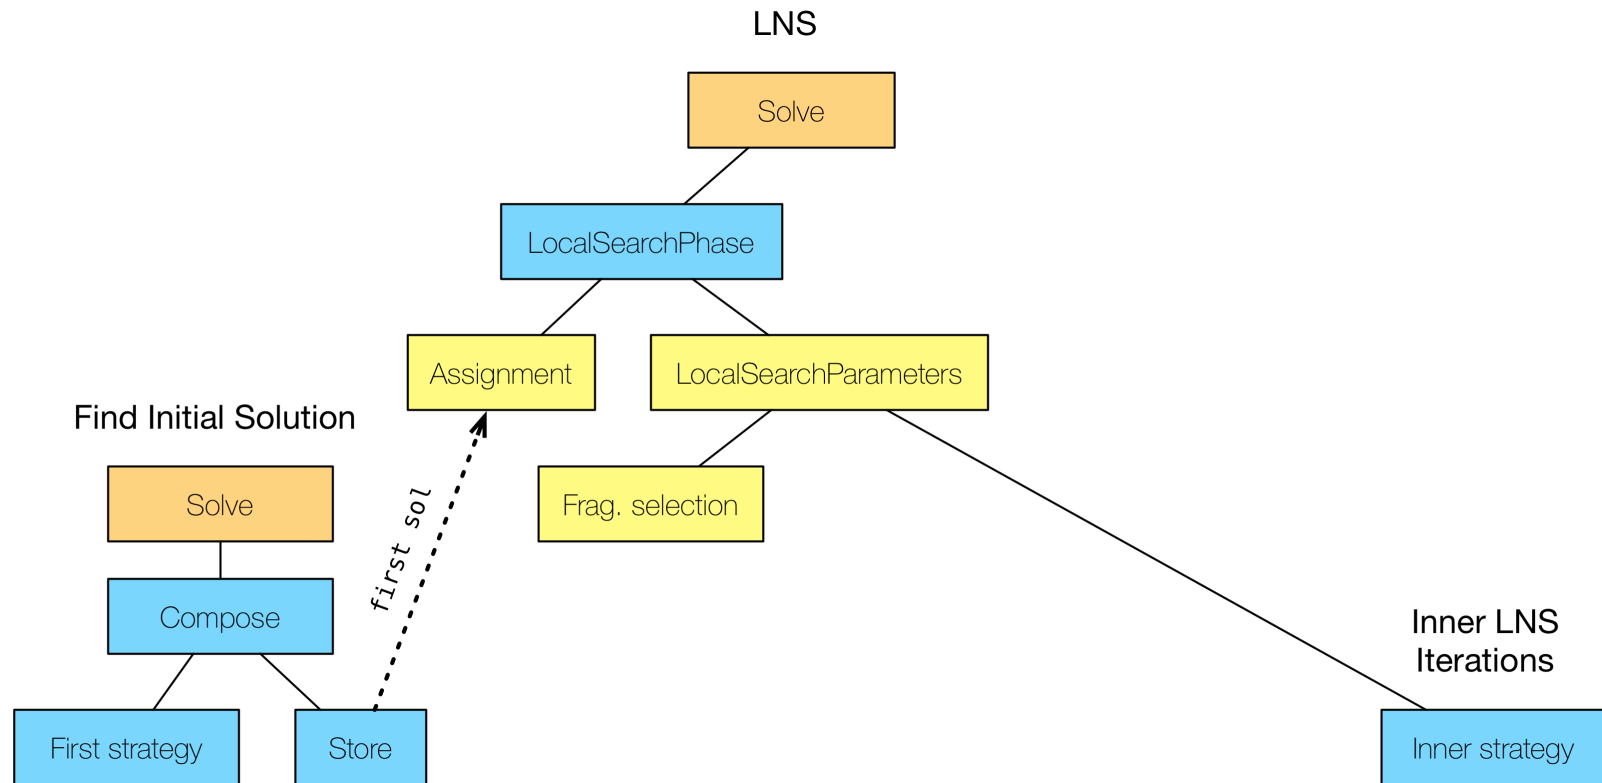 LNS
Solve
LocalSearchPhase
Assignment
LocalSearchParameters
Find Initial Solution
Solve
first sol
Frag. selection
Compose
First strategy
Store
Inner LNS
Iterations
Inner strategy